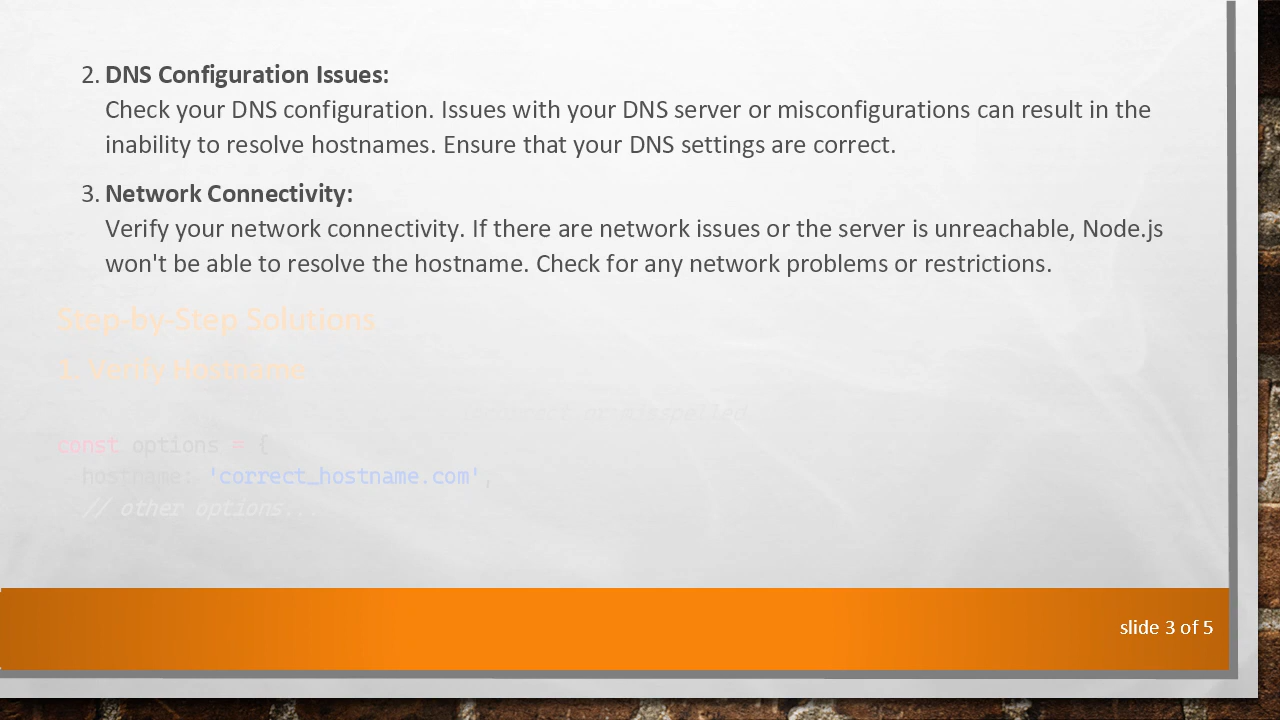 2. DNS Configuration Issues:
Check your DNS configuration. Issues with your DNS server or misconfigurations can result in the
inability to resolve hostnames. Ensure that your DNS settings are correct.
3. Network Connectivity:
Verify your network connectivity. If there are network issues or the server is unreachable, Node.js
won't be able to resolve the hostname. Check for any network problems or restrictions.
Step-by-Step Solutions
1. Verify Hostname
incorrect or misspelled
const options = {
hostname: 'correct_hostname.com',
// other options...
slide 3 of 5